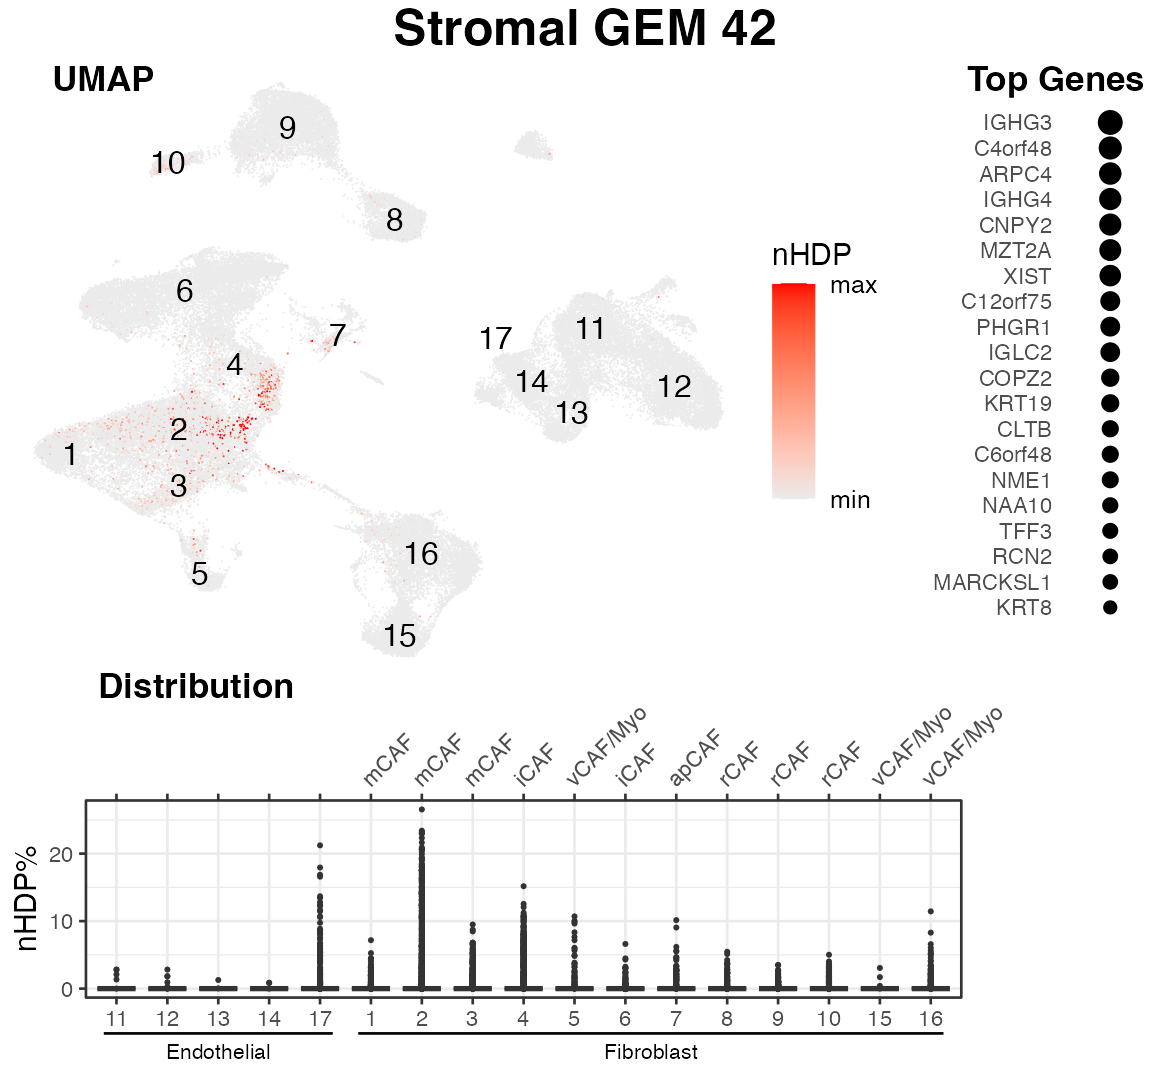 Stromal GEM 42
UMAP
1
2
3
4
5
6
7
8
9
10
11
12
13
14
15
16
17
nHDP
max
min
Top Genes
IGHG3
C4orf48
ARPC4
IGHG4
CNPY2
MZT2A
XIST
C12orf75
PHGR1
IGLC2
COPZ2
KRT19
CLTB
C6orf48
NME1
NAA10
TFF3
RCN2
MARCKSL1
KRT8
Distribution
mCAF
mCAF
mCAF
iCAF
vCAF/Myo
iCAF
apCAF
rCAF
rCAF
rCAF
vCAF/Myo
vCAF/Myo
nHDP%
20
10
0
11 12 13 14 17 1 2 3 4 5 6 7 8 9 10 15 16
Endothelial Fibroblast